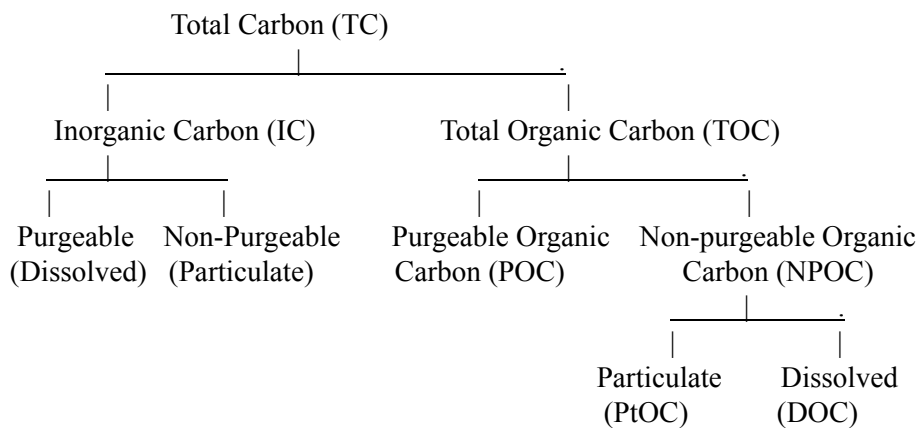 Total Carbon (TC)
Inorganic Carbon (IC) Total Organic Carbon (TOC)
Purgeable Non-Purgeable Purgeable Organic Non-purgeable Organic
(Dissolved) (Particulate) Carbon (POC) Carbon (NPOC)
Particulate Dissolved
(PtOC) (DOC)